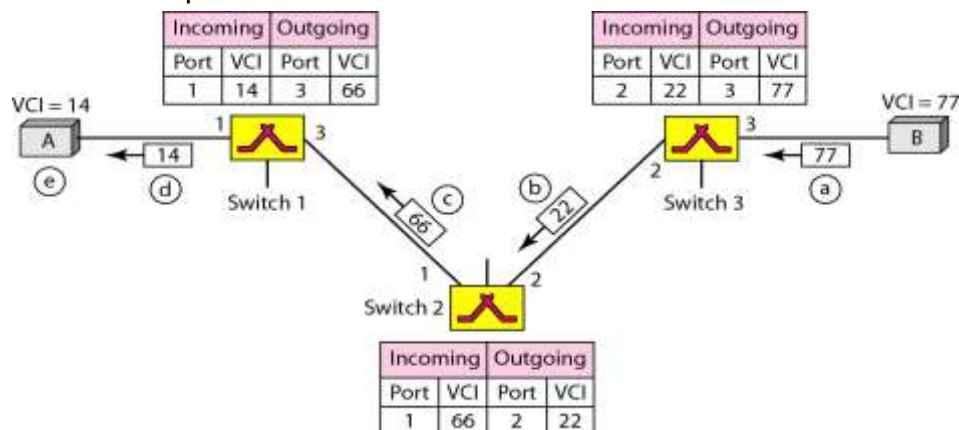 Incoming Outgoing
Port VCI Port VCI
1 14 3 66
Incoming Outgoing
Port VCI Port VCI
2 22 3 77
VCI = 14
VCI = 77
A
1
3
3
B
14
2
77
e
d
Switch 1
c
b
Switch 3
a
66
22
1
2
Switch 2
Incoming Outgoing
Port VCI Port VCI
1 66 2 22